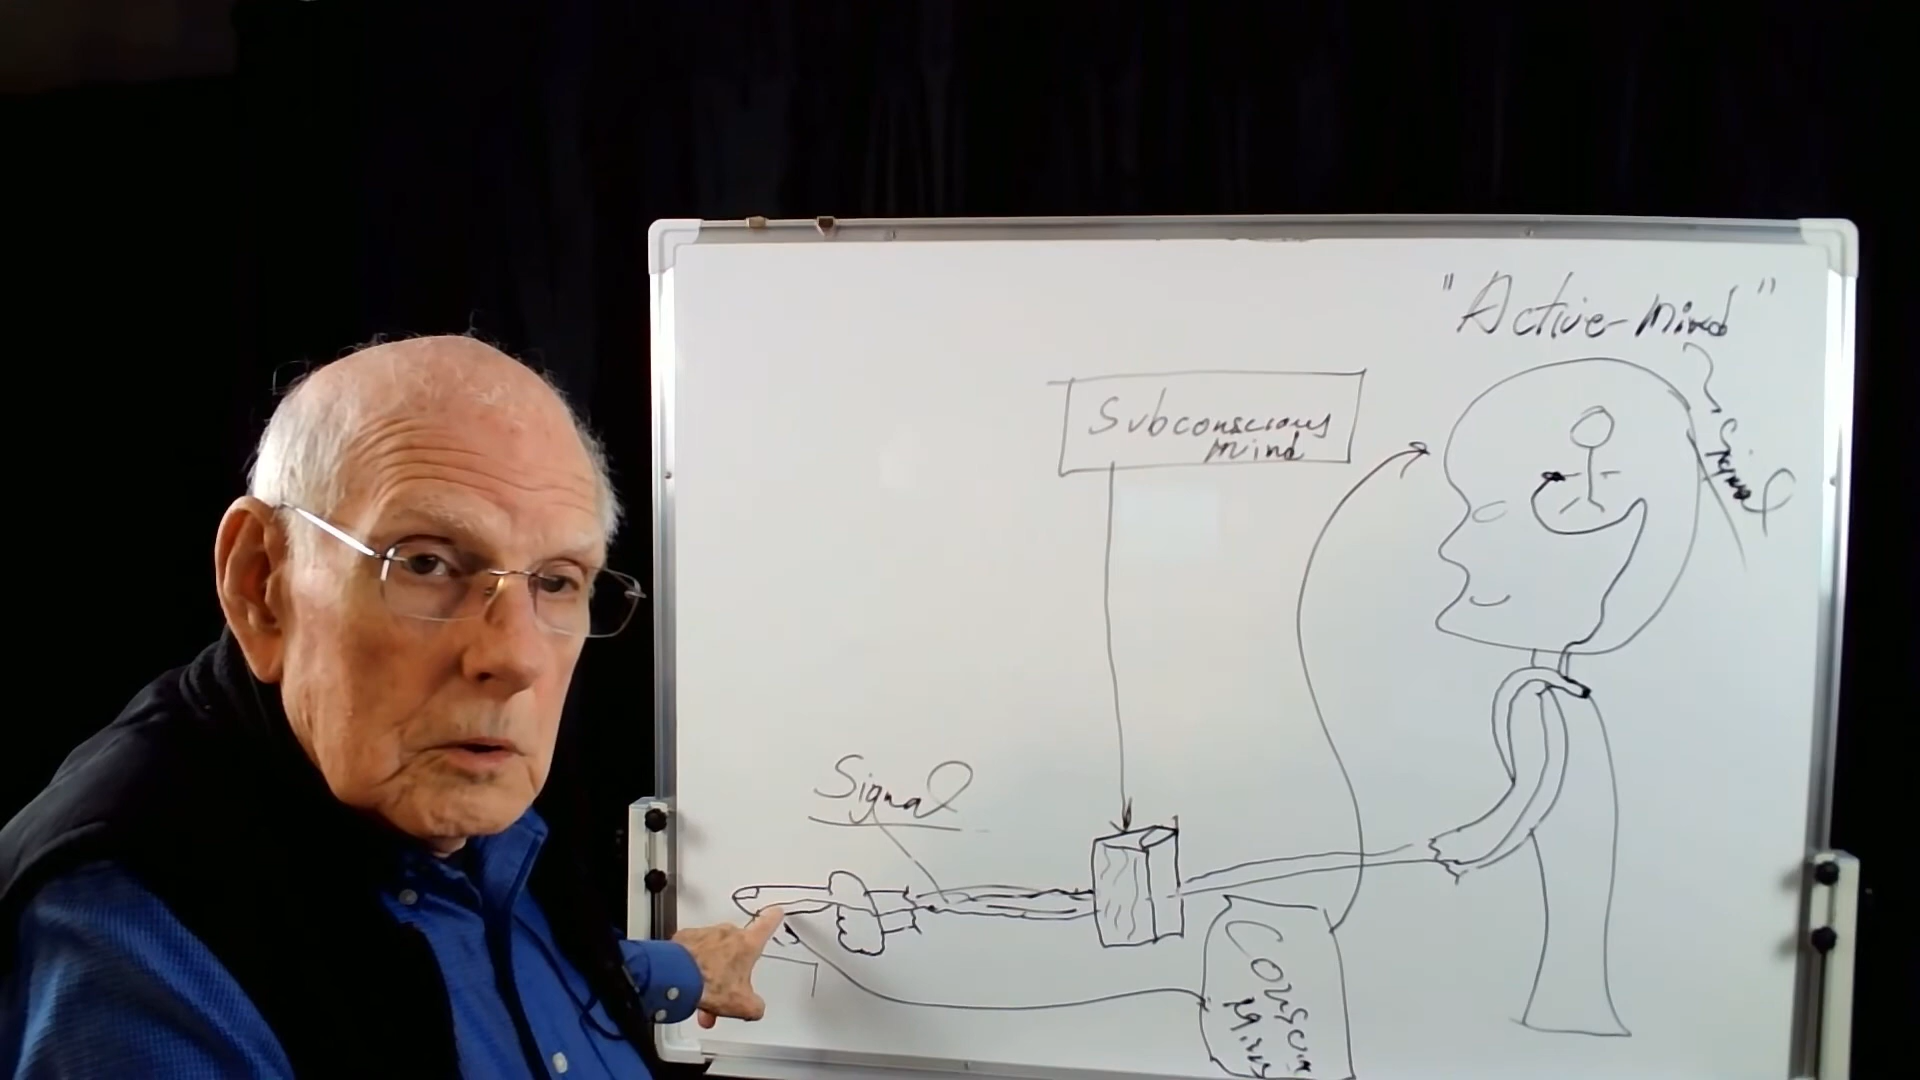 "Active-Mind"
Subconscious
Mind
Signal
Signal